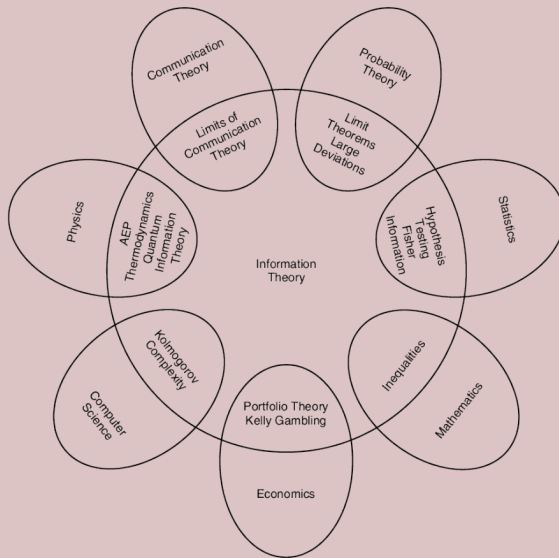 Communication
Theory
Probability
Theory
Limits of
Communication
Theory
Limit
Theorems
Large
Deviations
Physics
AEP
Thermodynamics
Quantum
Information
Theory
Hypothesis
Testing
Fisher
Information
Statistics
Information
Theory
Kolmogorov
Complexity
Computer
Science
Inequalities
Mathematics
Portfolio Theory
Kelly Gambling
Economics